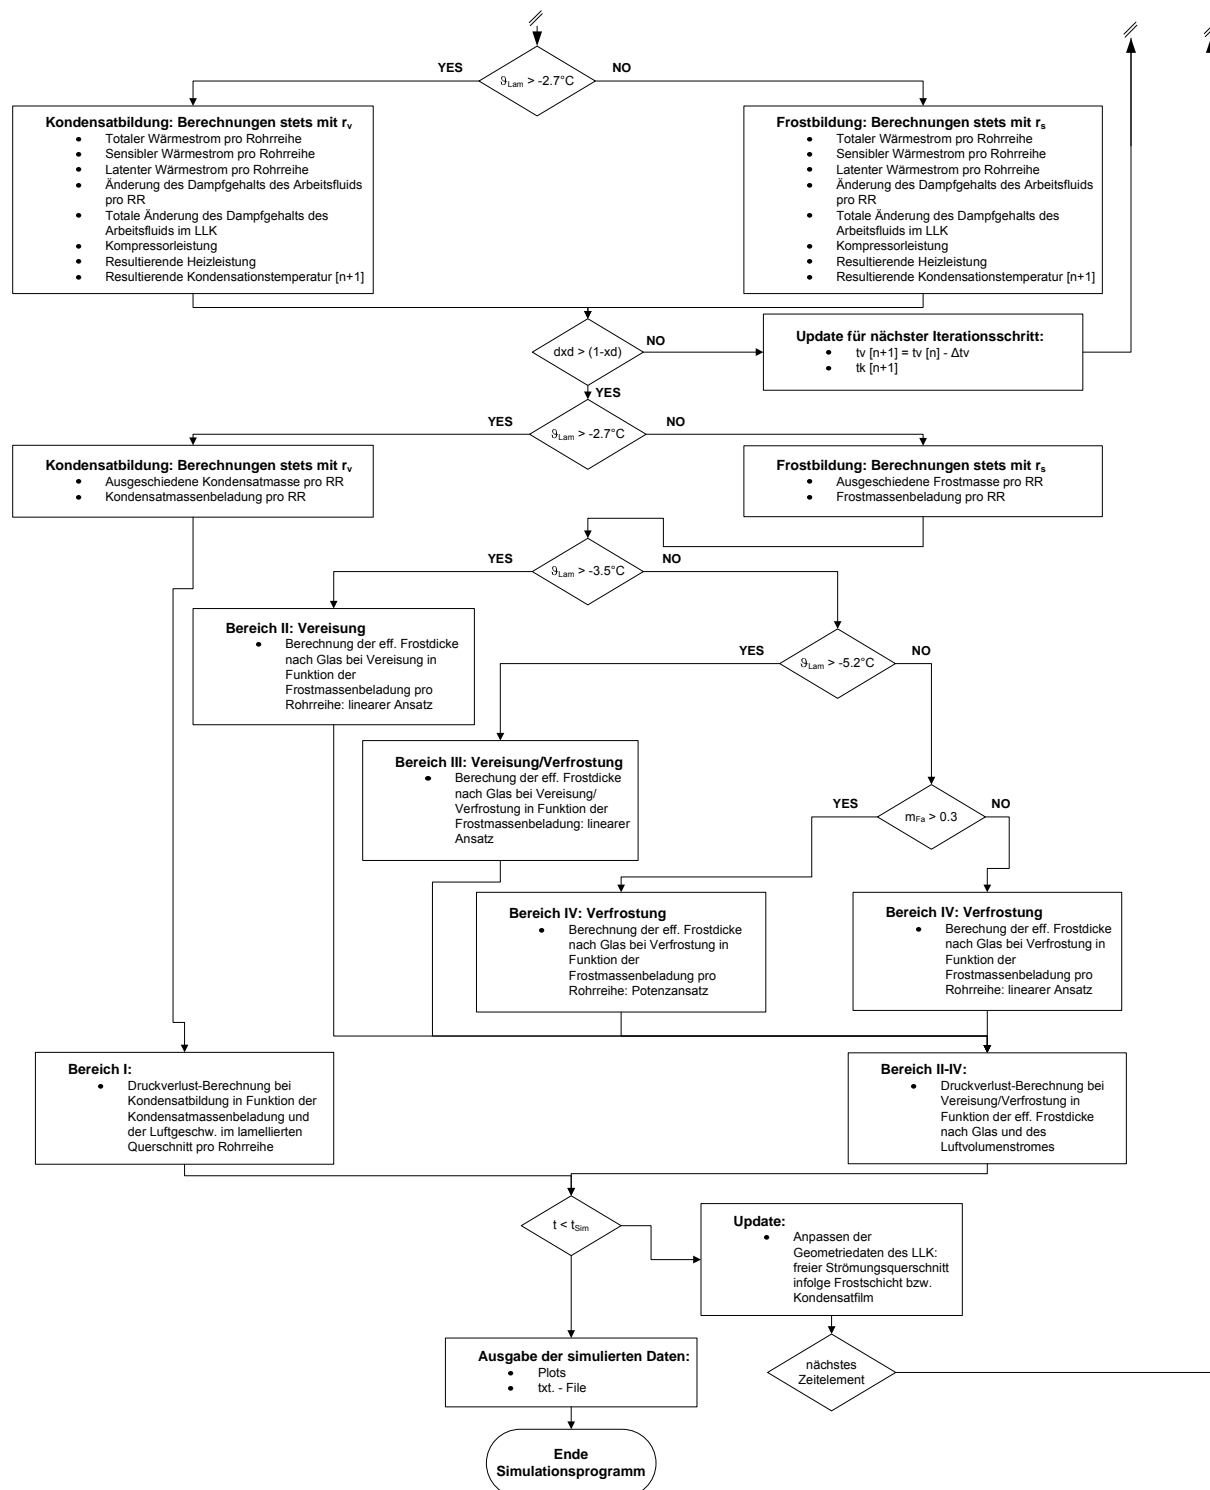 YES
ϑLam > -2.7°C
NO
Kondensatbildung: Berechnungen stets mit rv
• Totaler Wärmestrom pro Rohrreihe
• Sensibler Wärmestrom pro Rohrreihe
• Latenter Wärmestrom pro Rohrreihe
• Änderung des Dampfgehalts des Arbeitsfluids
pro RR
• Totale Änderung des Dampfgehalts des
Arbeitsfluids im LLK
• Kompressorleistung
• Resultierende Heizleistung
• Resultierende Kondensationstemperatur [n+1]
Frostbildung: Berechnungen stets mit rs
• Totaler Wärmestrom pro Rohrreihe
• Sensibler Wärmestrom pro Rohrreihe
• Latenter Wärmestrom pro Rohrreihe
• Änderung des Dampfgehalts des Arbeitsfluids
pro RR
• Totale Änderung des Dampfgehalts des
Arbeitsfluids im LLK
• Kompressorleistung
• Resultierende Heizleistung
• Resultierende Kondensationstemperatur [n+1]
dxd > (1-xd)
NO
YES
Update für nächster Iterationsschritt:
• tv [n+1] = tv [n] - Δtv
• tk [n+1]
YES
ϑLam > -2.7°C
NO
Kondensatbildung: Berechnungen stets mit rv
• Ausgeschiedene Kondensatmasse pro RR
• Kondensatmassenbeladung pro RR
Frostbildung: Berechnungen stets mit rs
• Ausgeschiedene Frostmasse pro RR
• Frostmassenbeladung pro RR
YES
ϑLam > -3.5°C
NO
Bereich II: Vereisung
• Berechnung der eff. Frostdicke
nach Glas bei Vereisung in
Funktion der
Frostmassenbeladung pro
Rohrreihe: linearer Ansatz
YES
ϑLam > -5.2°C
NO
Bereich III: Vereisung/Verfrostung
• Berechung der eff. Frostdicke
nach Glas bei Vereisung/
Verfrostung in Funktion der
Frostmassenbeladung: linearer
Ansatz
YES
mFa > 0.3
NO
Bereich IV: Verfrostung
• Berechnung der eff. Frostdicke
nach Glas bei Verfrostung in
Funktion der
Frostmassenbeladung pro
Rohrreihe: Potenzansatz
Bereich IV: Verfrostung
• Berechung der eff. Frostdicke
nach Glas bei Verfrostung in
Funktion der
Frostmassenbeladung pro
Rohrreihe: linearer Ansatz
Bereich I:
• Druckverlust-Berechnung bei
Kondensatbildung in Funktion der
Kondensatmassenbeladung und
der Luftgeschw. im lamellierten
Querschnitt pro Rohrreihe
Bereich II-IV:
• Druckverlust-Berechnung bei
Vereisung/Verfrostung in
Funktion der eff. Frostdicke
nach Glas und des
Luftvolumenstromes
t < tSim
Update:
• Anpassen der
Geometriedaten des LLK:
freier Strömungsquerschnitt
infolge Frostschicht bzw.
Kondensatfilm
Ausgabe der simulierten Daten:
• Plots
• txt. - File
nächstes
Zeitelement
Ende
Simulationsprogramm